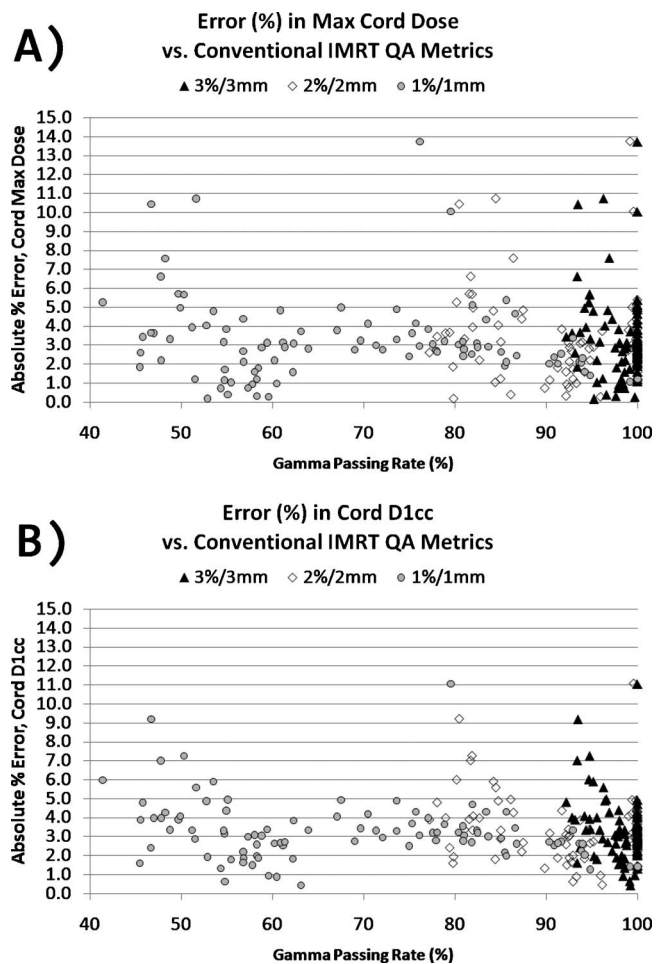 A)
Error (%) in Max Cord Dose
vs. Conventional IMRT QA Metrics
▲ 3%/3mm ◇ 2%/2mm ● 1%/1mm
Absolute % Error, Cord Max Dose
15.0
14.0
13.0
12.0
11.0
10.0
9.0
8.0
7.0
6.0
5.0
4.0
3.0
2.0
1.0
0.0
40 50 60 70 80 90 100
Gamma Passing Rate (%)
B)
Error (%) in Cord D1cc
vs. Conventional IMRT QA Metrics
▲ 3%/3mm ◇ 2%/2mm ● 1%/1mm
Absolute % Error, Cord D1cc
15.0
14.0
13.0
12.0
11.0
10.0
9.0
8.0
7.0
6.0
5.0
4.0
3.0
2.0
1.0
0.0
40 50 60 70 80 90 100
Gamma Passing Rate (%)